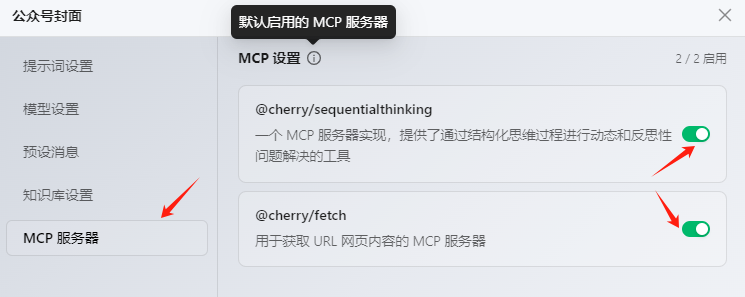 公众号封面
默认启用的 MCP 服务器
提示词设置
模型设置
预设消息
知识库设置
MCP 服务器
MCP 设置
2 / 2 启用
@cherry/sequentialthinking
一个 MCP 服务器实现，提供了通过结构化思维过程进行动态和反思性
问题解决的工具
@cherry/fetch
用于获取 URL 网页内容的 MCP 服务器